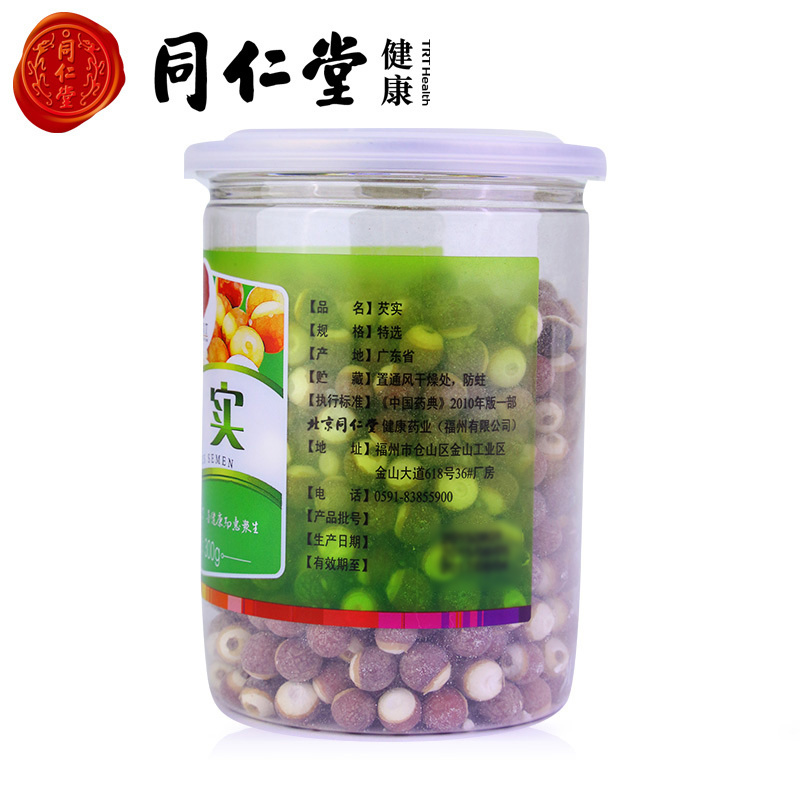 同仁堂
同仁堂
健康
TRT Health
【品 名】芡实
【规 格】特选
【产 地】广东省
【贮 藏】置通风干燥处，防蛀
【执行标准】《中国药典》2010年版一部
北京同仁堂 健康药业（福州有限公司）
【地 址】福州市仓山区金山工业区
金山大道618号36#厂房
【电 话】0591-83855900
【产品批号】
【生产日期】
【有效期至】
实
SEMEN
300g